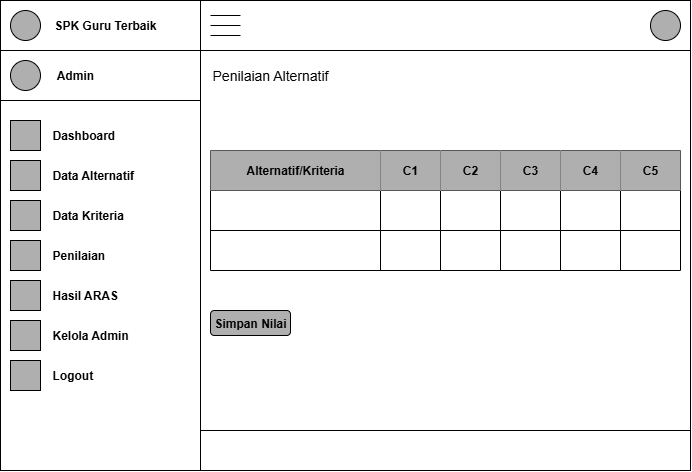 SPK Guru Terbaik
Admin
Dashboard
Data Alternatif
Data Kriteria
Penilaian
Hasil ARAS
Kelola Admin
Logout
Penilaian Alternatif
Alternatif/Kriteria C1 C2 C3 C4 C5
Simpan Nilai